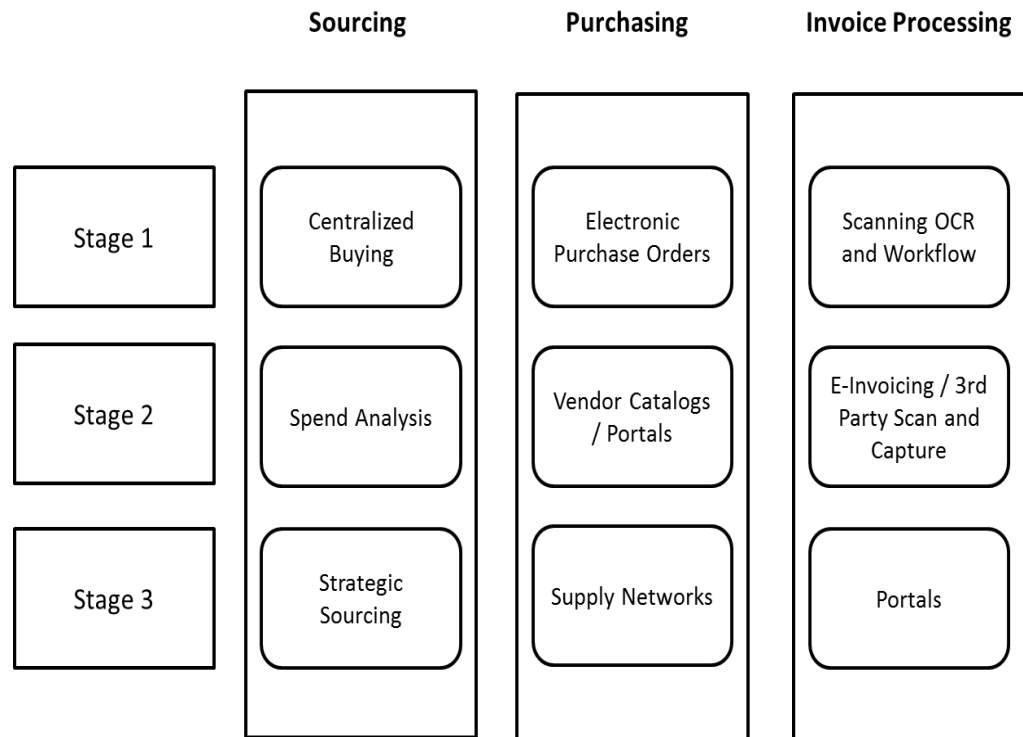 Sourcing
Purchasing
Invoice Processing
Stage 1
Centralized
Buying
Electronic
Purchase Orders
Scanning OCR
and Workflow
Stage 2
Spend Analysis
Vendor Catalogs
/ Portals
E-Invoicing / 3rd
Party Scan and
Capture
Stage 3
Strategic
Sourcing
Supply Networks
Portals